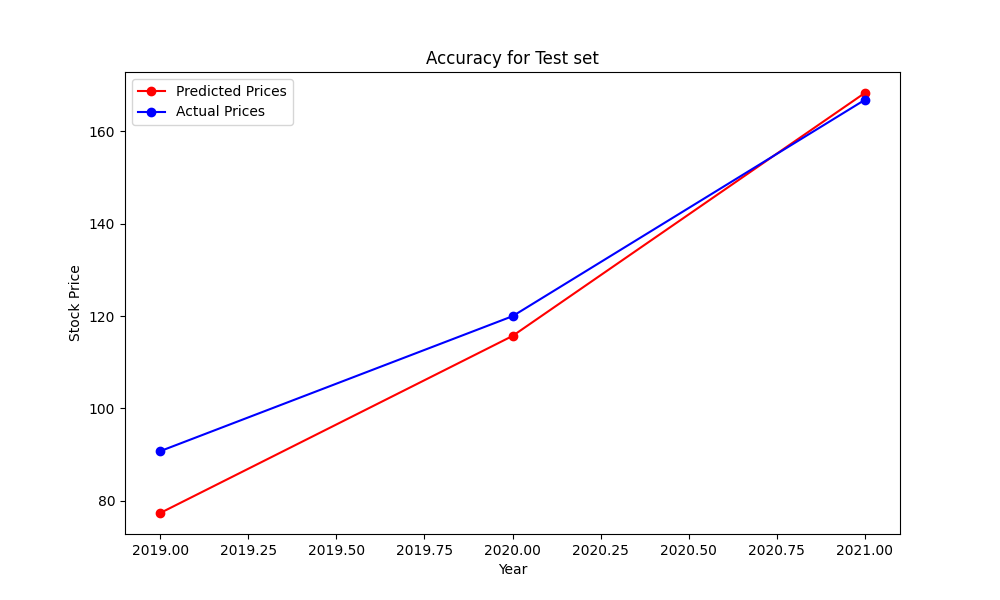 Accuracy for Test set
Predicted Prices
Actual Prices
160
140
120
100
80
Stock Price
2019.00 2019.25 2019.50 2019.75 2020.00 2020.25 2020.50 2020.75 2021.00
Year